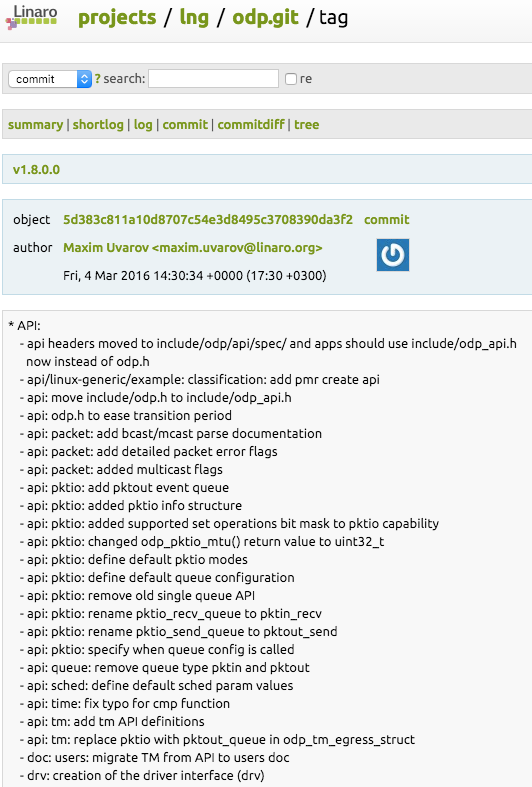 Linaro
projects / lng / odp.git / tag
commit ? search: re
summary | shortlog | log | commit | commitdiff | tree
v1.8.0.0
object 5d383c811a10d8707c54e3d8495c3708390da3f2 commit
author Maxim Uvarov <maxim.uvarov@linaro.org>
Fri, 4 Mar 2016 14:30:34 +0000 (17:30 +0300)
* API:
- api headers moved to include/odp/api/spec/ and apps should use include/odp_api.h
now instead of odp.h
- api/linux-generic/example: classification: add pmr create api
- api: move include/odp.h to include/odp_api.h
- api: odp.h to ease transition period
- api: packet: add bcast/mcast parse documentation
- api: packet: add detailed packet error flags
- api: packet: added multicast flags
- api: pktio: add pktout event queue
- api: pktio: added pktio info structure
- api: pktio: added supported set operations bit mask to pktio capability
- api: pktio: changed odp_pktio_mtu() return value to uint32_t
- api: pktio: define default pktio modes
- api: pktio: define default queue configuration
- api: pktio: remove old single queue API
- api: pktio: rename pktio_recv_queue to pktin_recv
- api: pktio: rename pktio_send_queue to pktout_send
- api: pktio: specify when queue config is called
- api: queue: remove queue type pktin and pktout
- api: sched: define default sched param values
- api: time: fix typo for cmp function
- api: tm: add tm API definitions
- api: tm: replace pktio with pktout_queue in odp_tm_egress_struct
- doc: users: migrate TM from API to users doc
- drv: creation of the driver interface (drv)